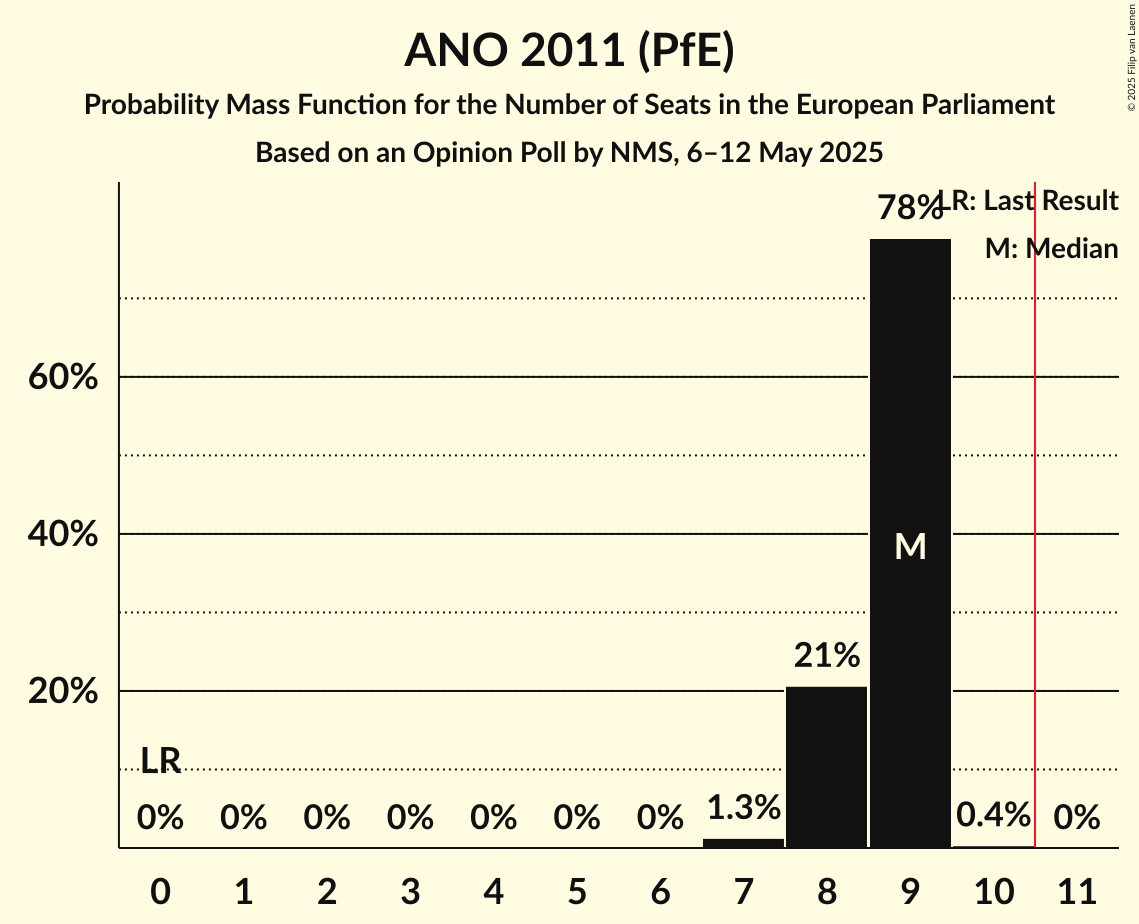 ANO 2011 (PfE)
Probability Mass Function for the Number of Seats in the European Parliament
Based on an Opinion Poll by NMS, 6–12 May 2025
© 2025 Filip van Laenen
LR: Last Result
M: Median
78%
60%
40%
M
21%
20%
LR
0% 0% 0% 0% 0% 0% 0% 1.3% 0.4% 0%
0 1 2 3 4 5 6 7 8 9 10 11